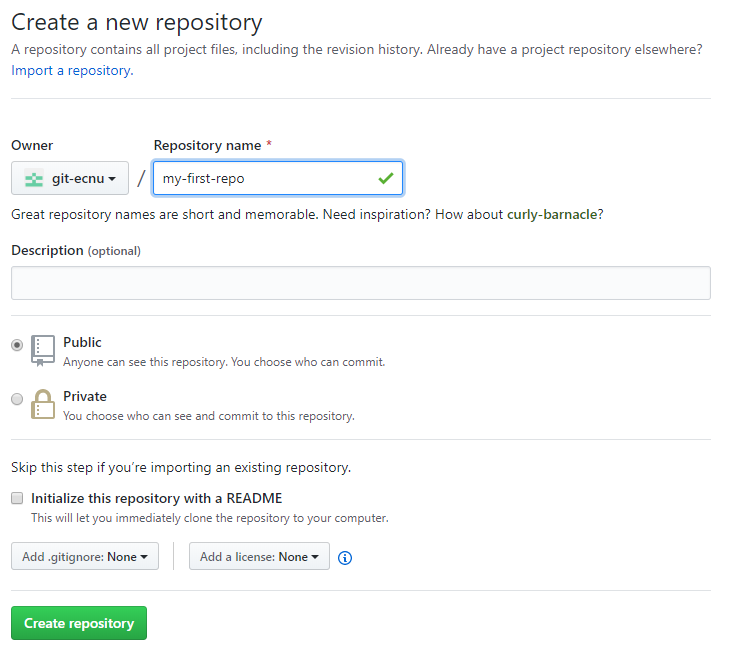 Create a new repository
A repository contains all project files, including the revision history. Already have a project repository elsewhere?
Import a repository.
Owner
Repository name *
git-ecnu / my-first-repo
Great repository names are short and memorable. Need inspiration? How about curly-barnacle?
Description (optional)
Public
Anyone can see this repository. You choose who can commit.
Private
You choose who can see and commit to this repository.
Skip this step if you’re importing an existing repository.
Initialize this repository with a README
This will let you immediately clone the repository to your computer.
Add .gitignore: None
Add a license: None
Create repository